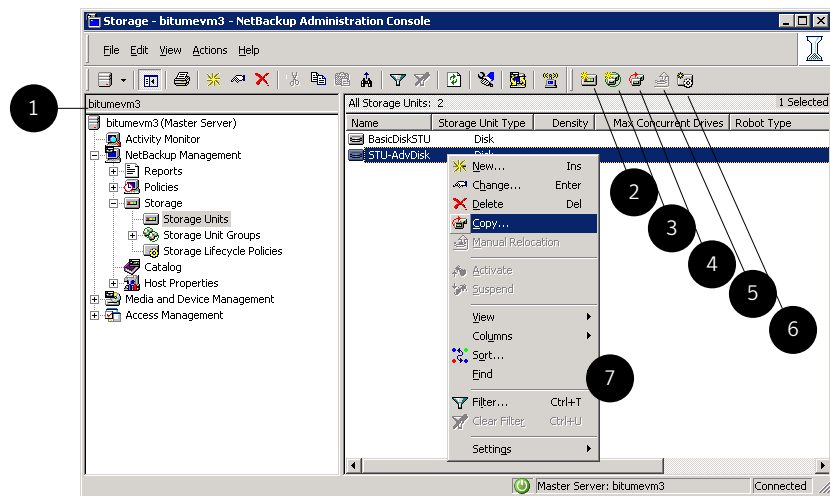 Storage - bitumevm3 - NetBackup Administration Console
File Edit View Actions Help
1
bitumevm3
All Storage Units: 2
1 Selected
bitumevm3 (Master Server)
Activity Monitor
NetBackup Management
Reports
Policies
Storage
Storage Units
Storage Unit Groups
Storage Lifecycle Policies
Catalog
Host Properties
Media and Device Management
Access Management
Name Storage Unit Type Density Max Concurrent Drives Robot Type
BasicDiskSTU Disk
STU-AdvDisk Disk
New... Ins
Change... Enter
Delete Del
Copy...
Manual Relocation
Activate
Suspend
View
Columns
Sort...
Find
Filter... Ctrl+T
Clear Filter Ctrl+U
Settings
2
3
4
5
6
7
Master Server: bitumevm3
Connected